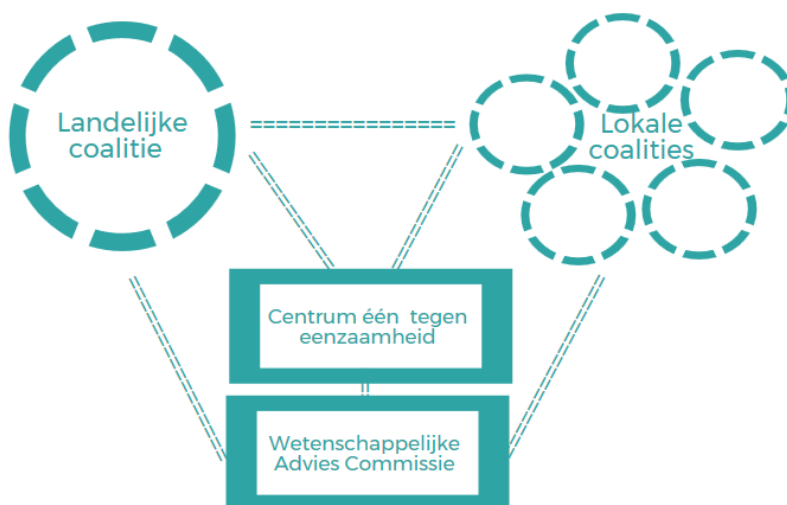 Landelijke
coalitie
Lokale
coalities
Centrum één tegen
eenzaamheid
Wetenschappelijke
Advies Commissie